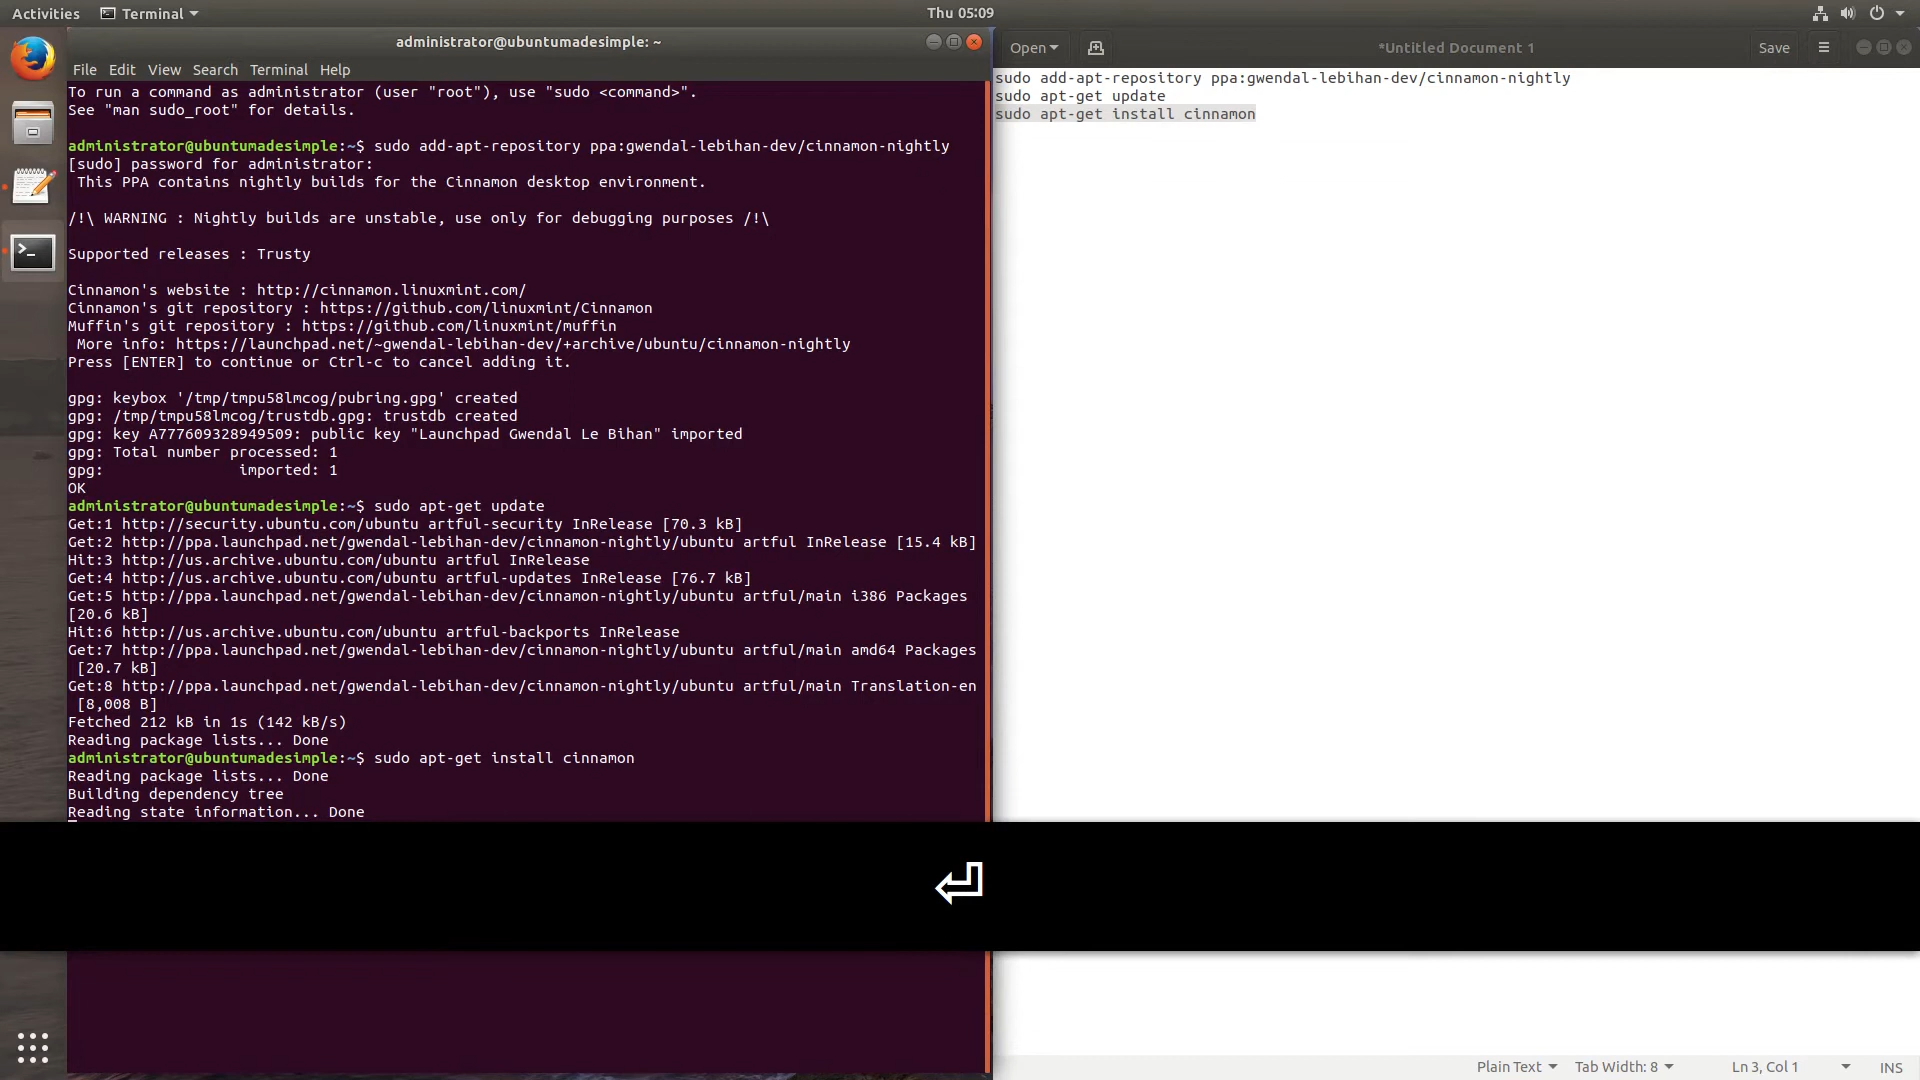 Activities
Terminal
Thu 05:09
administrator@ubuntumadesimple: ~
File Edit View Search Terminal Help
To run a command as administrator (user "root"), use "sudo <command>".
See "man sudo_root" for details.
administrator@ubuntumadesimple:~$ sudo add-apt-repository ppa:gwendal-lebihan-dev/cinnamon-nightly
[sudo] password for administrator:
This PPA contains nightly builds for the Cinnamon desktop environment.
/!\ WARNING : Nightly builds are unstable, use only for debugging purposes /!\
Supported releases : Trusty
Cinnamon's website : http://cinnamon.linuxmint.com/
Cinnamon's git repository : https://github.com/linuxmint/Cinnamon
Muffin's git repository : https://github.com/linuxmint/muffin
More info: https://launchpad.net/~gwendal-lebihan-dev/+archive/ubuntu/cinnamon-nightly
Press [ENTER] to continue or Ctrl-c to cancel adding it.
gpg: keybox '/tmp/tmpu58lmcog/pubring.gpg' created
gpg: /tmp/tmpu58lmcog/trustdb.gpg: trustdb created
gpg: key A777609328949509: public key "Launchpad Gwendal Le Bihan" imported
gpg: Total number processed: 1
gpg:               imported: 1
OK
administrator@ubuntumadesimple:~$ sudo apt-get update
Get:1 http://security.ubuntu.com/ubuntu artful-security InRelease [70.3 kB]
Get:2 http://ppa.launchpad.net/gwendal-lebihan-dev/cinnamon-nightly/ubuntu artful InRelease [15.4 kB]
Hit:3 http://us.archive.ubuntu.com/ubuntu artful InRelease
Get:4 http://us.archive.ubuntu.com/ubuntu artful-updates InRelease [76.7 kB]
Get:5 http://ppa.launchpad.net/gwendal-lebihan-dev/cinnamon-nightly/ubuntu artful/main i386 Packages
[20.6 kB]
Hit:6 http://us.archive.ubuntu.com/ubuntu artful-backports InRelease
Get:7 http://ppa.launchpad.net/gwendal-lebihan-dev/cinnamon-nightly/ubuntu artful/main amd64 Packages
[20.7 kB]
Get:8 http://ppa.launchpad.net/gwendal-lebihan-dev/cinnamon-nightly/ubuntu artful/main Translation-en
[8,008 B]
Fetched 212 kB in 1s (142 kB/s)
Reading package lists... Done
administrator@ubuntumadesimple:~$ sudo apt-get install cinnamon
Reading package lists... Done
Building dependency tree
Reading state information... Done
Open
*Untitled Document 1
Save
sudo add-apt-repository ppa:gwendal-lebihan-dev/cinnamon-nightly
sudo apt-get update
sudo apt-get install cinnamon
Plain Text
Tab Width: 8
Ln 3, Col 1
INS